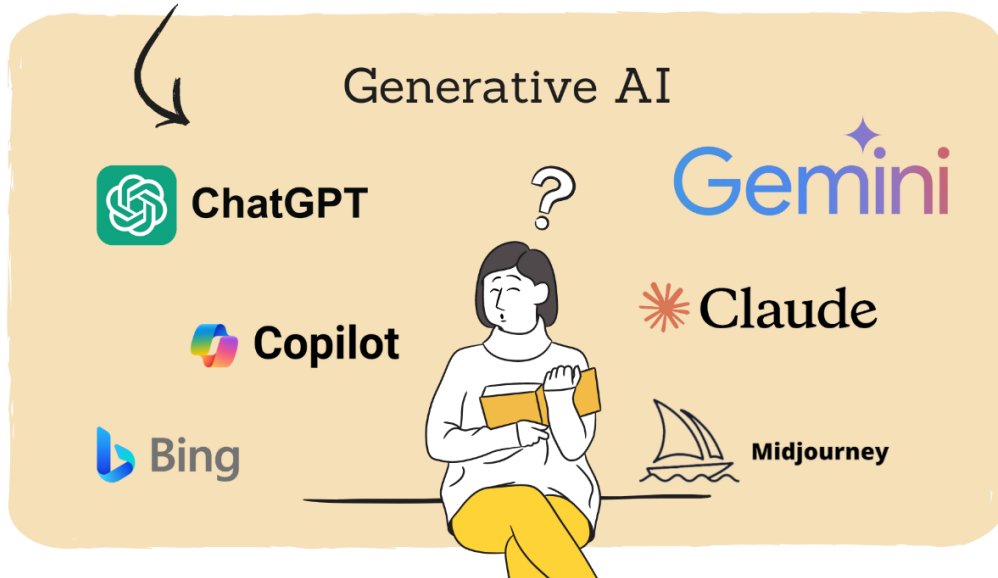 Generative AI
ChatGPT
Gemini
?
Claude
Copilot
Bing
Midjourney